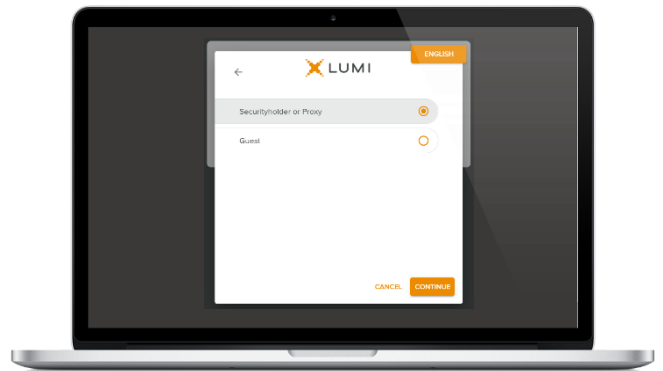 ENGLISH
LUMI
Securityholder or Proxy
Guest
CANCEL
CONTINUE